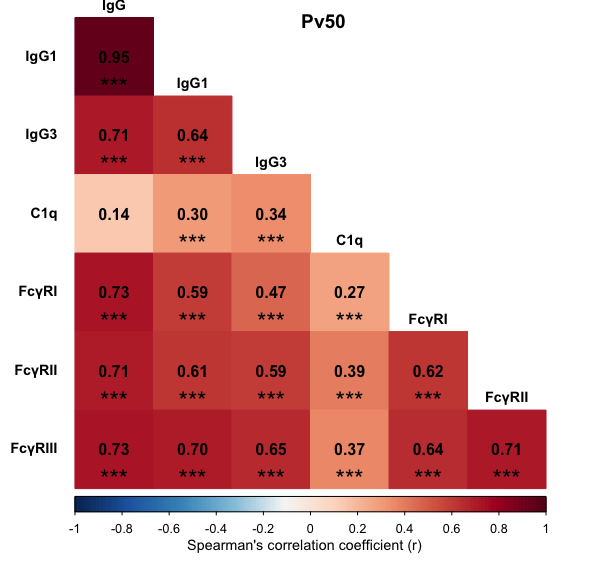 IgG
Pv50
IgG1 0.95
***
IgG1
IgG3 0.71 0.64
*** ***
IgG3
C1q 0.14 0.30 0.34
*** ***
C1q
FcγRI 0.73 0.59 0.47 0.27
*** *** *** ***
FcγRI
FcγRII 0.71 0.61 0.59 0.39 0.62
*** *** *** *** ***
FcγRII
FcγRIII 0.73 0.70 0.65 0.37 0.64 0.71
*** *** *** *** *** ***
-1 -0.8 -0.6 -0.4 -0.2 0 0.2 0.4 0.6 0.8 1
Spearman's correlation coefficient (r)